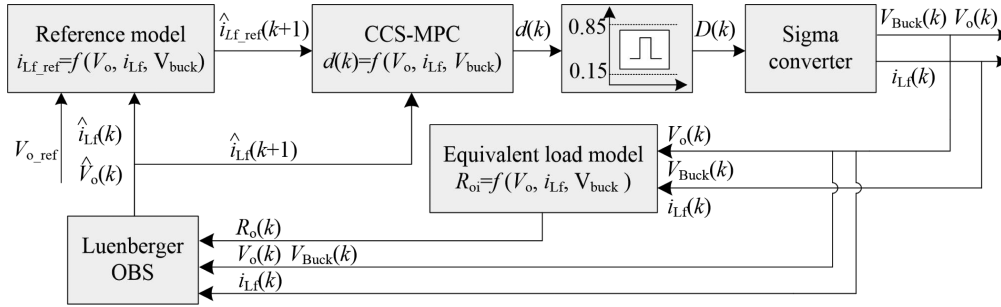 Reference model
i_Lf_ref=f(V_o, i_Lf, V_buck)
î_Lf_ref(k+1)
CCS-MPC
d(k)=f(V_o, i_Lf, V_buck)
d(k)
0.85
0.15
D(k)
Sigma
converter
V_Buck(k) V_o(k)
i_Lf(k)
V_o_ref
î_Lf(k)
V̂_o(k)
î_Lf(k+1)
Equivalent load model
R_oi=f(V_o, i_Lf, V_buck )
V_o(k)
V_Buck(k)
i_Lf(k)
Luenberger
OBS
R_o(k)
V_o(k) V_Buck(k)
i_Lf(k)